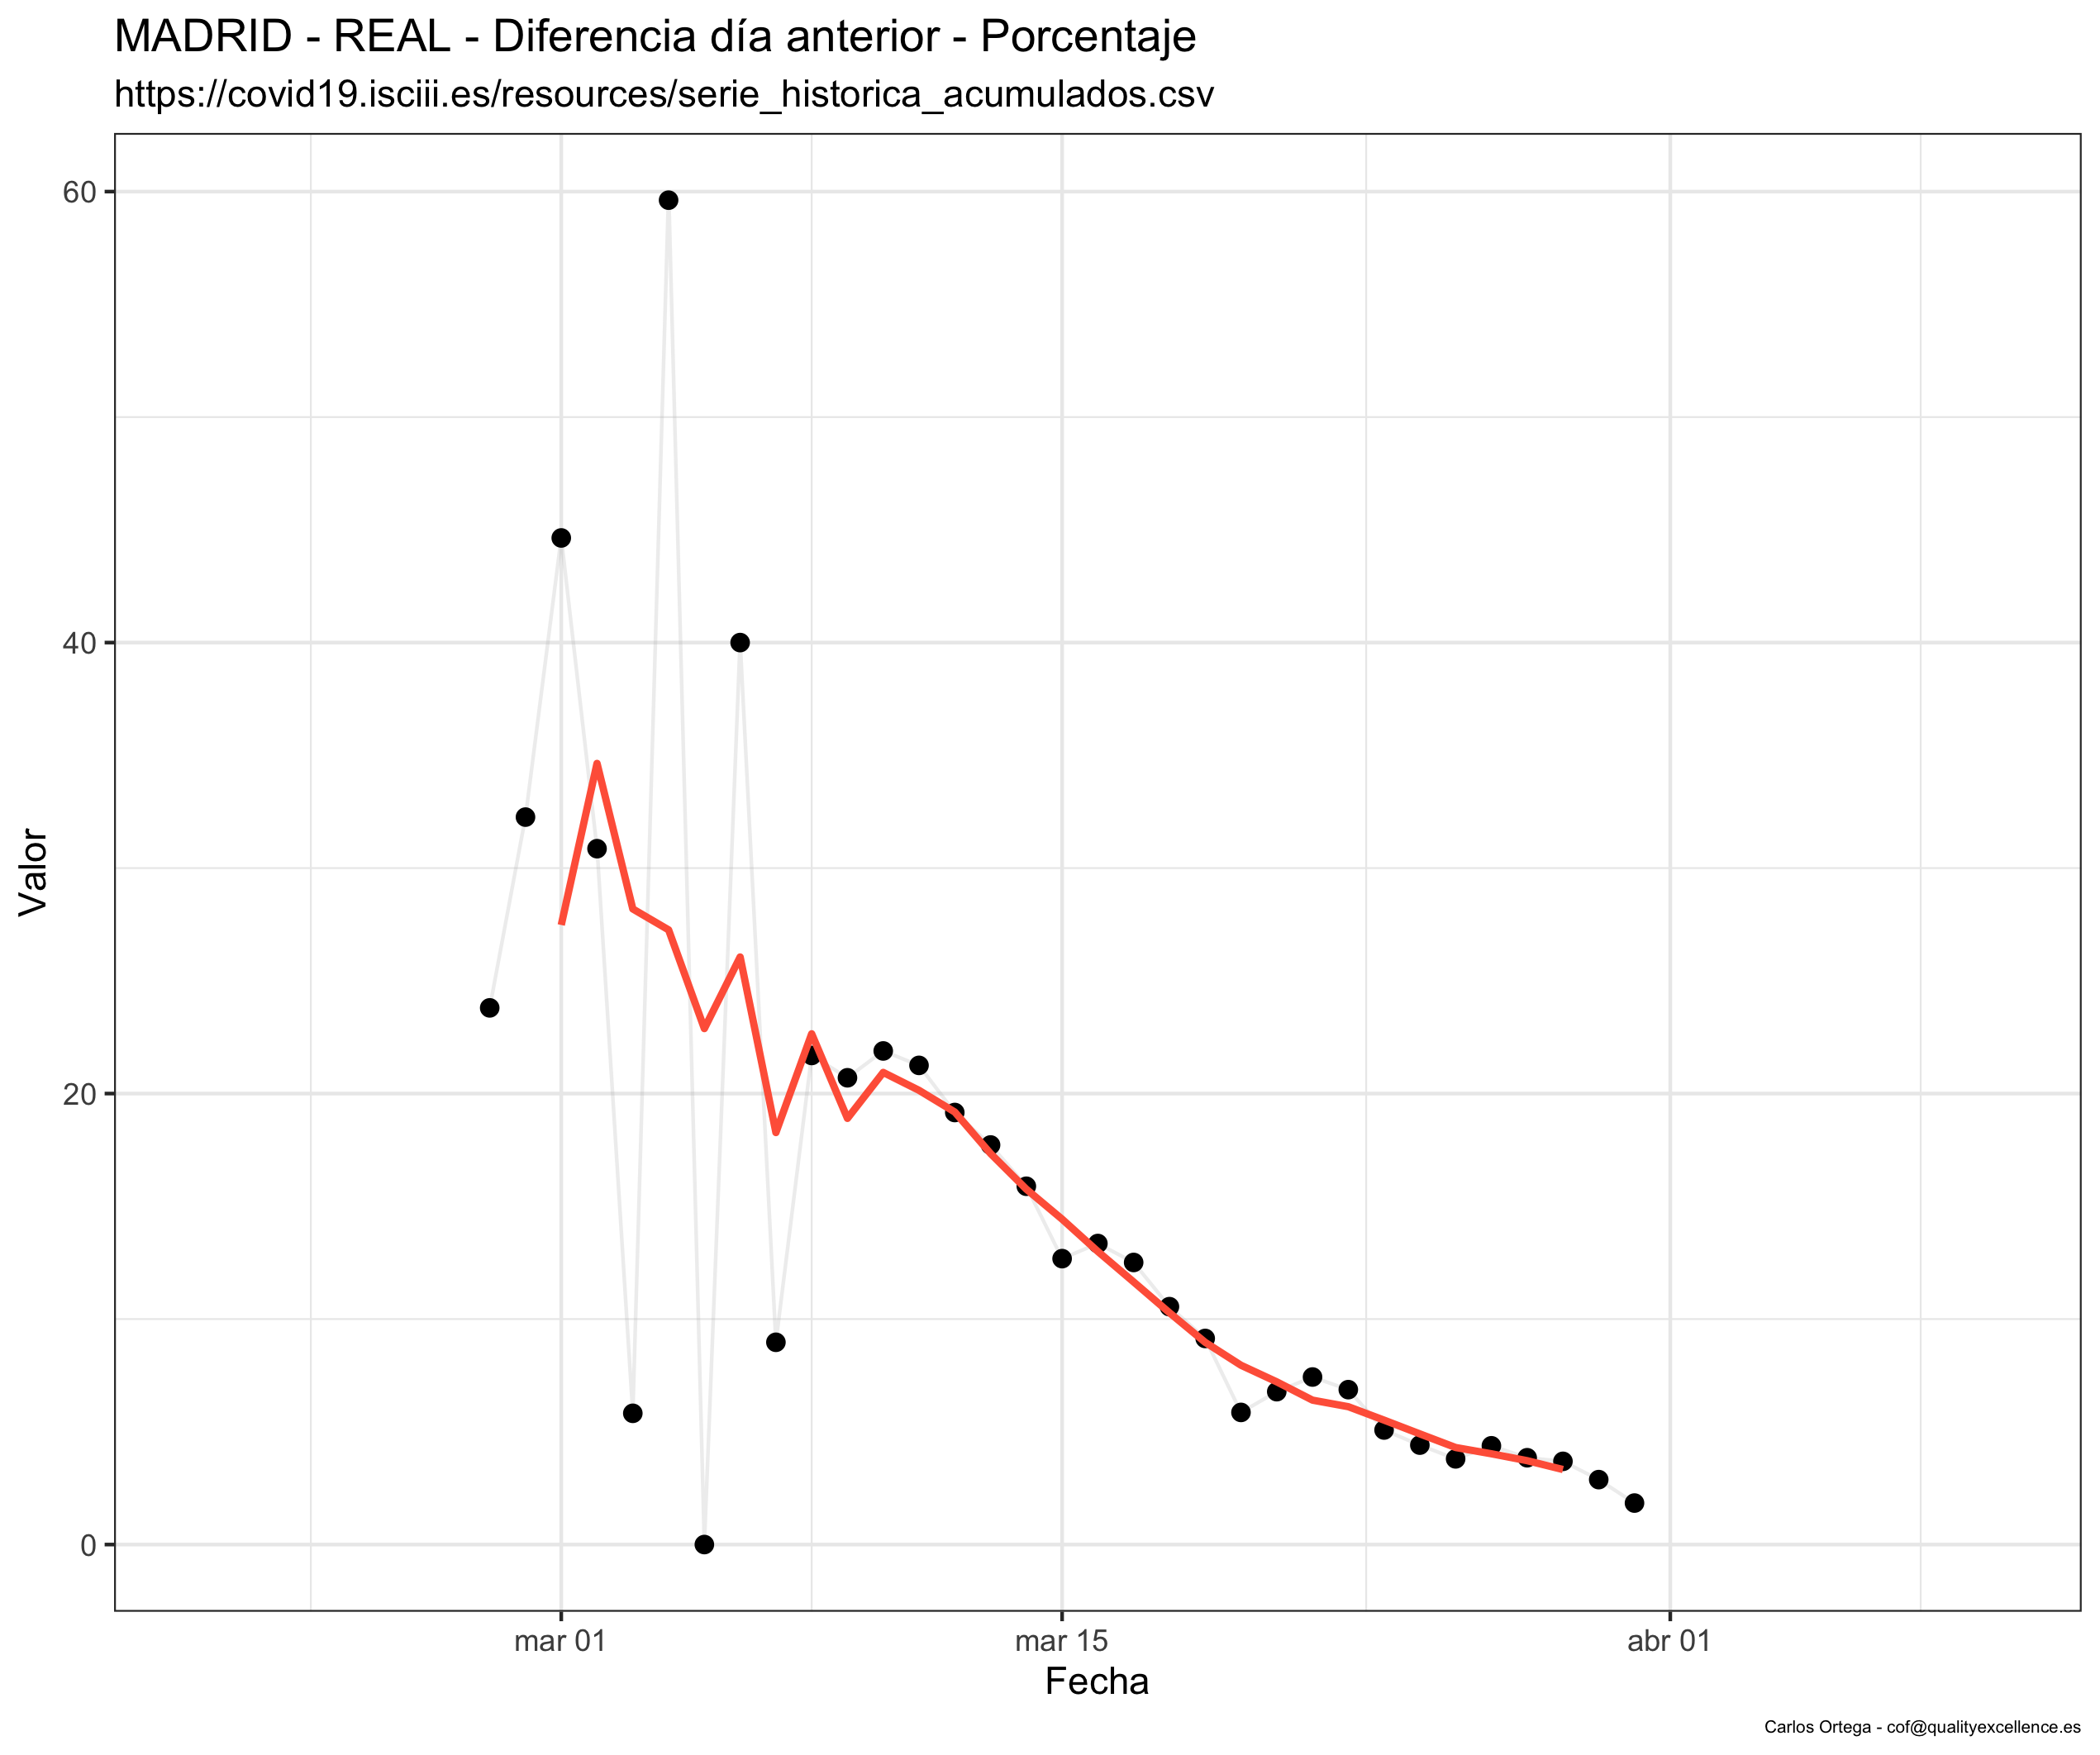 MADRID - REAL - Diferencia día anterior - Porcentaje
https://covid19.isciii.es/resources/serie_historica_acumulados.csv
60
40
20
0
Valor
mar 01
mar 15
abr 01
Fecha
Carlos Ortega - cof@qualityexcellence.es